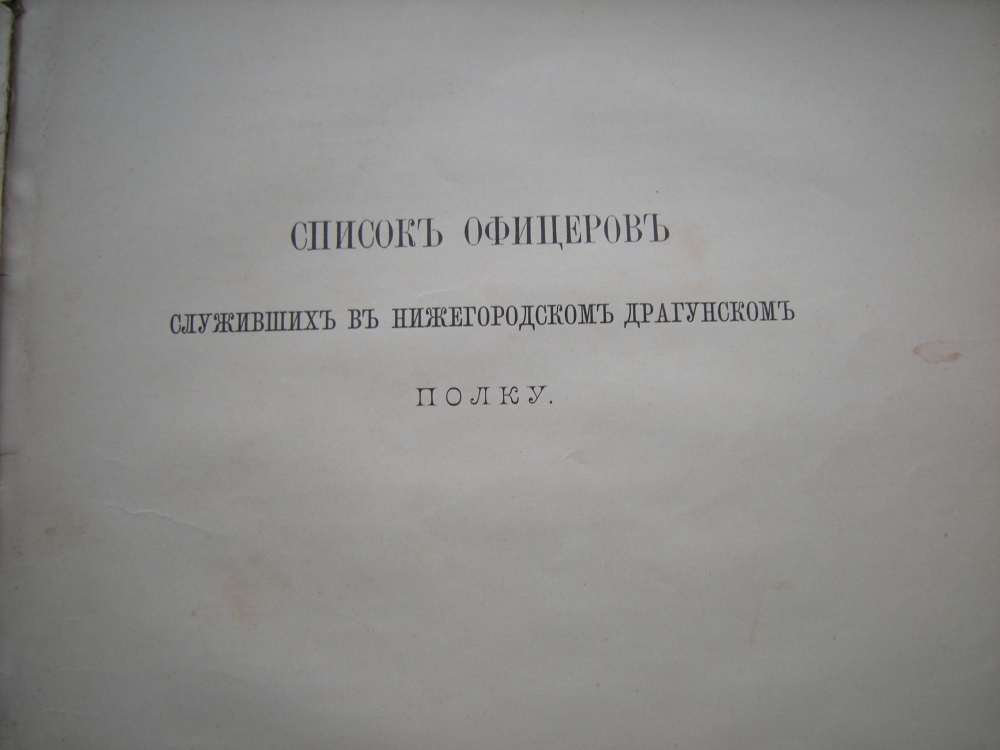 СПИСОКЪ ОФИЦЕРОВЪ
СЛУЖИВШИХЪ ВЪ НИЖЕГОРОДСКОМЪ ДРАГУНСКОМЪ
ПОЛКУ.